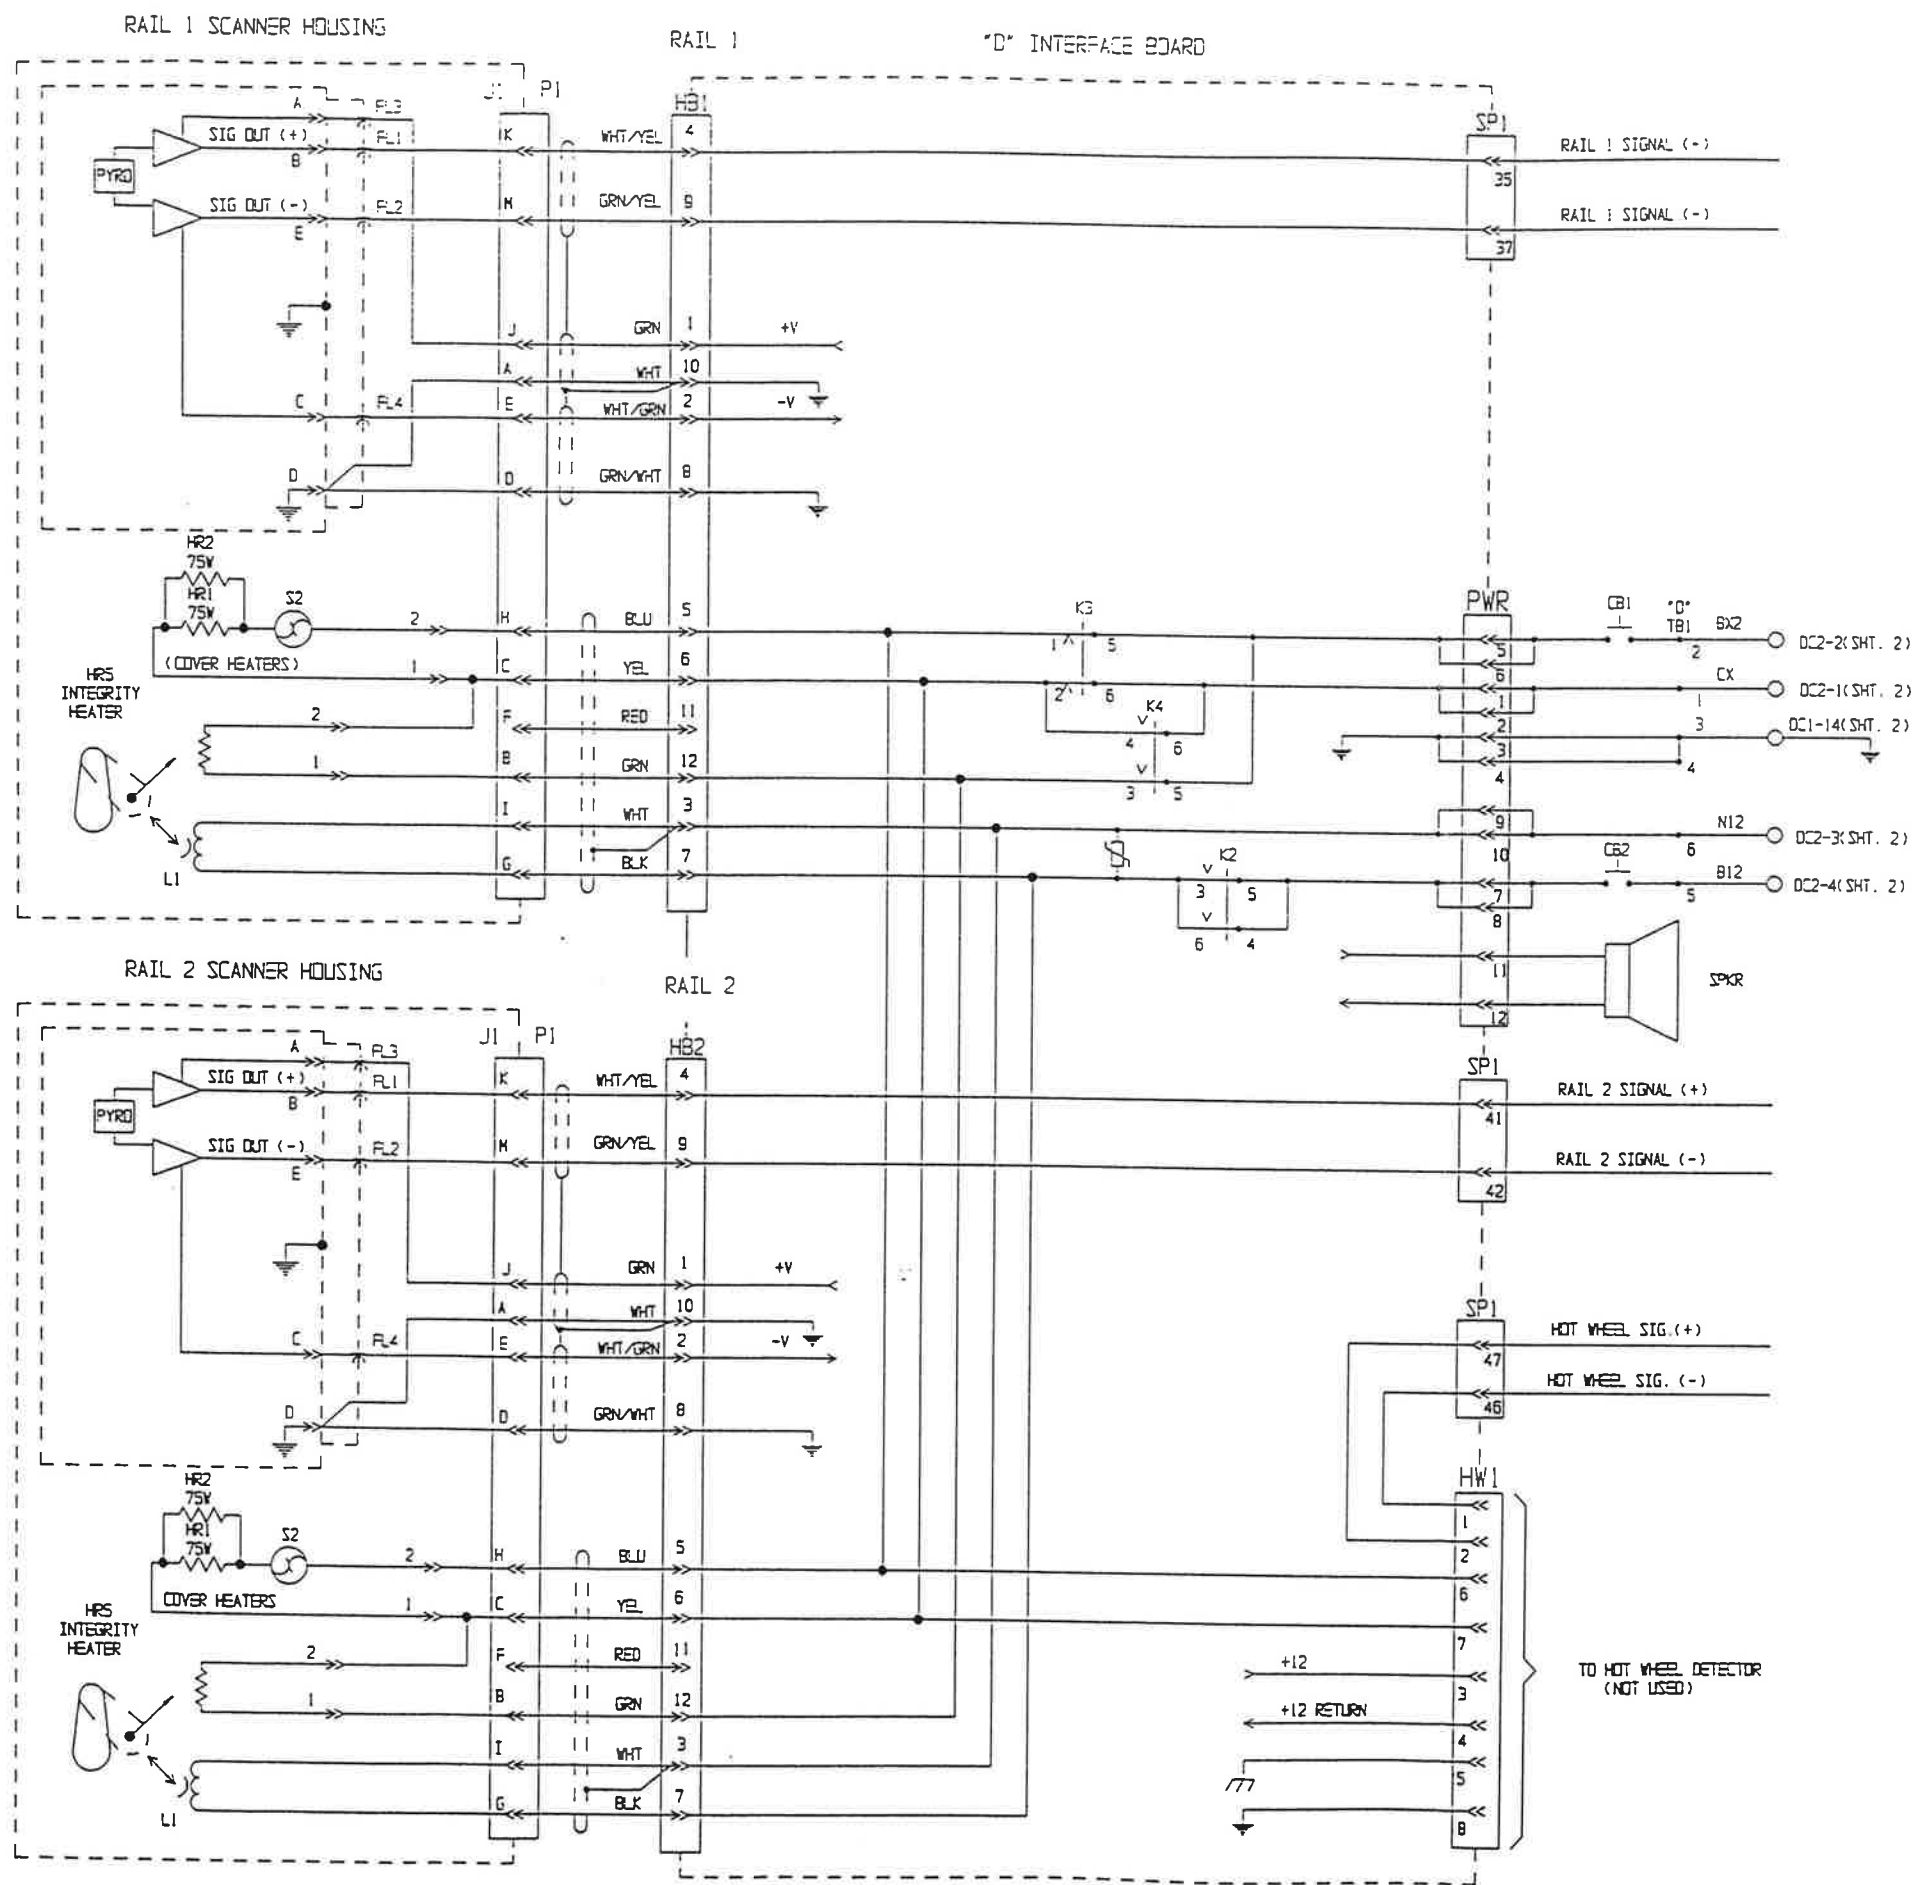 RAIL 1 SCANNER HOUSING
RAIL 1
"D" INTERFACE BOARD
J1 P1
HB1
SP1
A
PL3
SIG OUT (+)
B
PL1
K
WHT/YEL
4
35
RAIL 1 SIGNAL (-)
PYRO
SIG OUT (-)
E
PL2
M
GRN/YEL
9
37
RAIL 1 SIGNAL (-)
J
GRN
1
+V
A
WHT
10
C
PL4
E
WHT/GRN
2
-V
D
D
GRN/WHT
8
HR2
75W
HR1
75W
S2
2
H
BLU
5
K3
1
5
PWR
5
CB1
"D"
TB1
BX2
2
DC2-2(SHT. 2)
(COVER HEATERS)
1
C
YEL
6
2
6
6
CX
1
DC2-1(SHT. 2)
HR5
INTEGRITY
HEATER
2
F
RED
11
K4
4
6
1
2
3
DC1-14(SHT. 2)
1
B
GRN
12
3
5
3
4
4
I
WHT
3
9
10
N12
6
DC2-3(SHT. 2)
L1
G
BLK
7
K2
3
5
6
4
7
8
CB2
B12
5
DC2-4(SHT. 2)
11
12
SPKR
RAIL 2 SCANNER HOUSING
RAIL 2
J1 P1
HB2
SP1
A
PL3
SIG OUT (+)
B
PL1
K
WHT/YEL
4
41
RAIL 2 SIGNAL (+)
PYRO
SIG OUT (-)
E
PL2
M
GRN/YEL
9
42
RAIL 2 SIGNAL (-)
J
GRN
1
+V
A
WHT
10
C
PL4
E
WHT/GRN
2
-V
SP1
47
HOT WHEEL SIG.(+)
46
HOT WHEEL SIG. (-)
D
D
GRN/WHT
8
HW1
1
2
HR2
75W
HR1
75W
S2
2
H
BLU
5
6
COVER HEATERS
1
C
YEL
6
7
HR5
INTEGRITY
HEATER
2
F
RED
11
+12
3
TO HOT WHEEL DETECTOR
(NOT USED)
1
B
GRN
12
+12 RETURN
4
I
WHT
3
5
L1
G
BLK
7
8